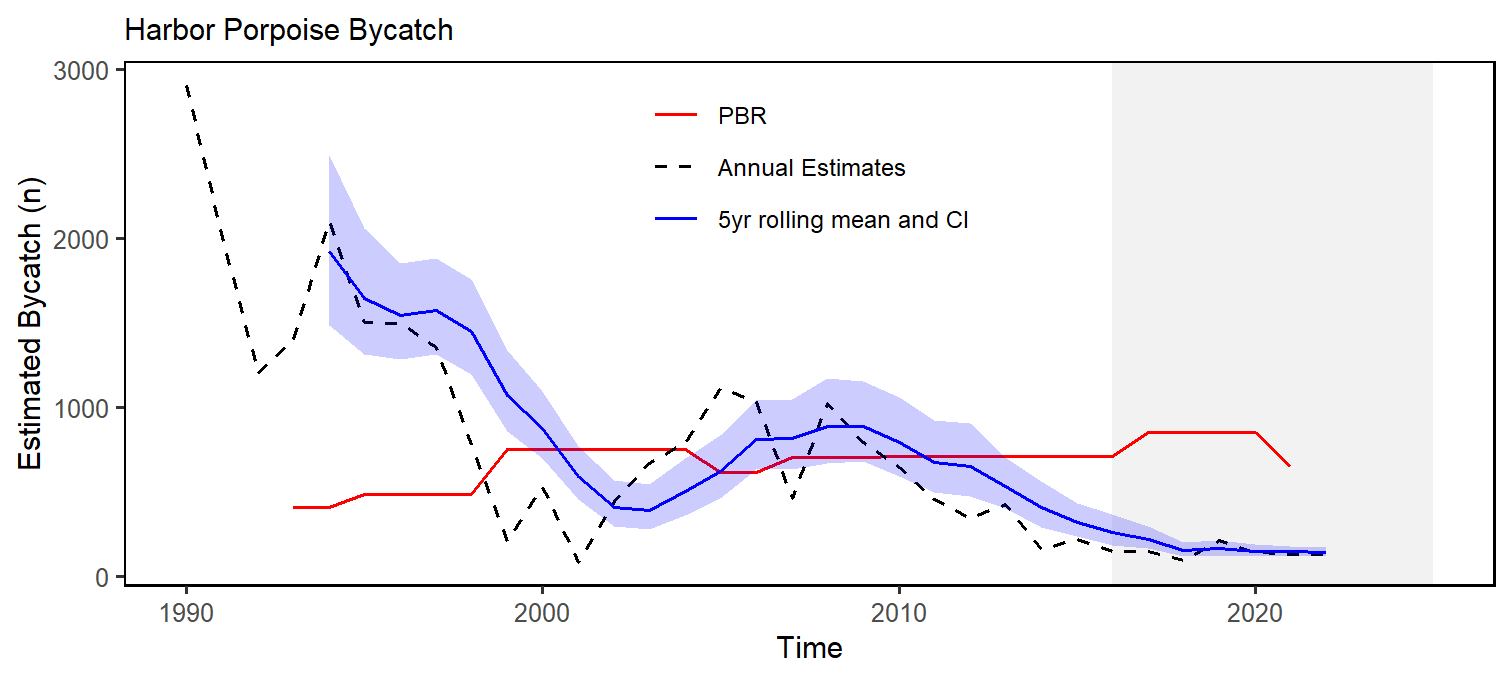 Harbor Porpoise Bycatch
3000
2000
1000
0
Estimated Bycatch (n)
PBR
Annual Estimates
5yr rolling mean and CI
1990
2000
2010
2020
Time